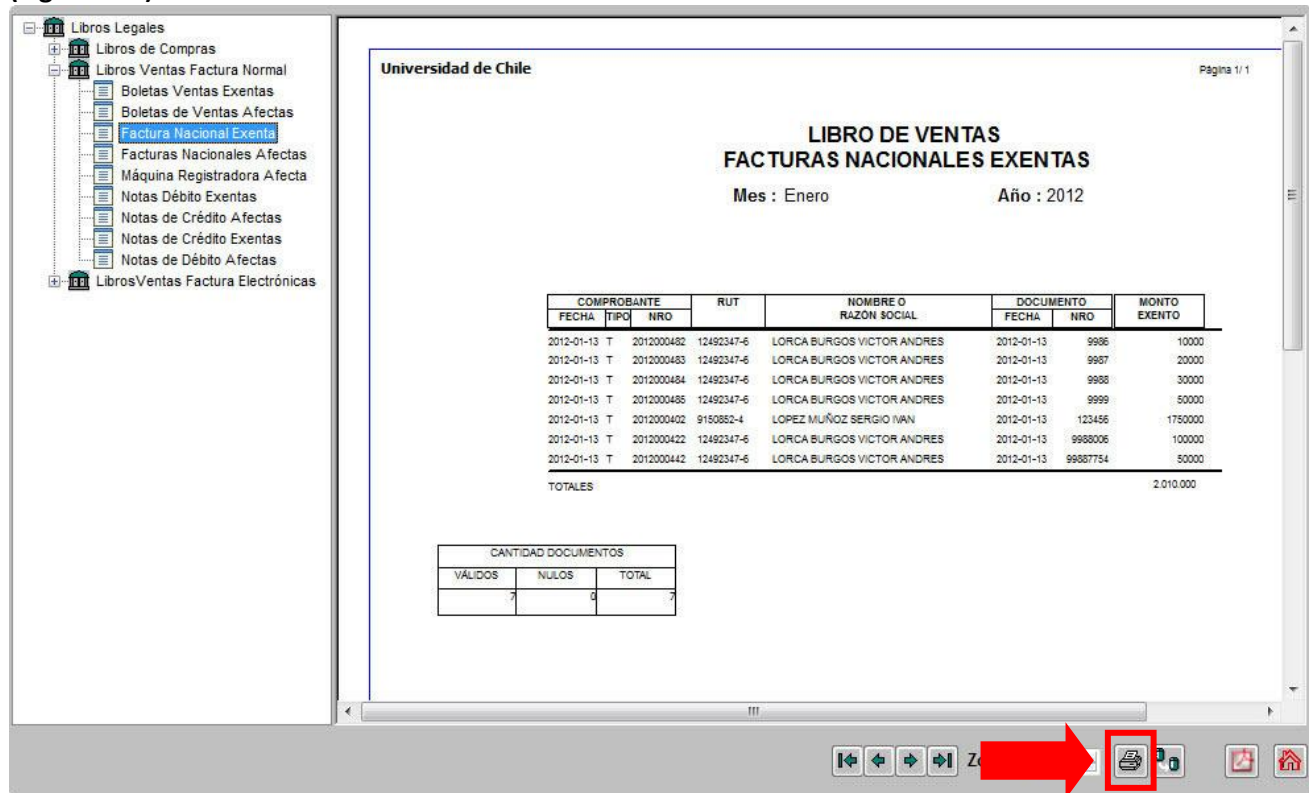 Libros Legales
Libros de Compras
Libros Ventas Factura Normal
Boletas Ventas Exentas
Boletas de Ventas Afectas
Factura Nacional Exenta
Facturas Nacionales Afectas
Máquina Registradora Afecta
Notas Débito Exentas
Notas de Crédito Afectas
Notas de Crédito Exentas
Notas de Débito Afectas
LibrosVentas Factura Electrónicas
Universidad de Chile Página 1/ 1
LIBRO DE VENTAS
FACTURAS NACIONALES EXENTAS
Mes : Enero Año : 2012
COMPROBANTE RUT NOMBRE O DOCUMENTO MONTO
FECHA TIPO NRO RAZÓN SOCIAL FECHA NRO EXENTO
2012-01-13 T 2012000482 12492347-6 LORCA BURGOS VICTOR ANDRES 2012-01-13 9986 10000
2012-01-13 T 2012000483 12492347-6 LORCA BURGOS VICTOR ANDRES 2012-01-13 9987 20000
2012-01-13 T 2012000484 12492347-6 LORCA BURGOS VICTOR ANDRES 2012-01-13 9988 30000
2012-01-13 T 2012000485 12492347-6 LORCA BURGOS VICTOR ANDRES 2012-01-13 9999 50000
2012-01-13 T 2012000402 9150852-4 LOPEZ MUÑOZ SERGIO IVAN 2012-01-13 123456 1750000
2012-01-13 T 2012000422 12492347-6 LORCA BURGOS VICTOR ANDRES 2012-01-13 9988006 100000
2012-01-13 T 2012000442 12492347-6 LORCA BURGOS VICTOR ANDRES 2012-01-13 99887754 50000
TOTALES 2.010.000
CANTIDAD DOCUMENTOS
VÁLIDOS NULOS TOTAL
7 0 7